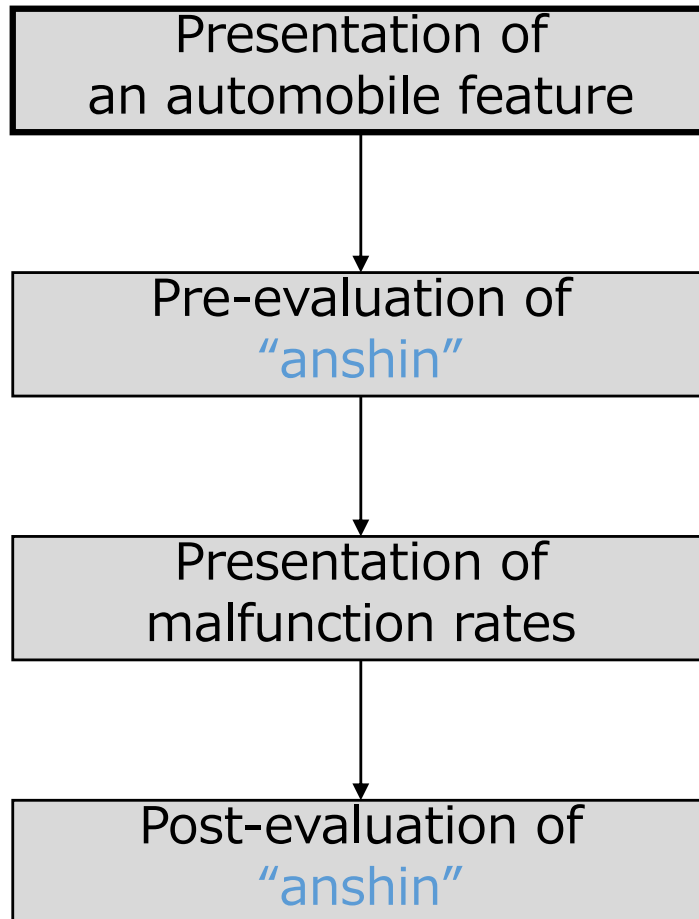 Presentation of
an automobile feature
Pre-evaluation of
“anshin”
Presentation of
malfunction rates
Post-evaluation of
“anshin”